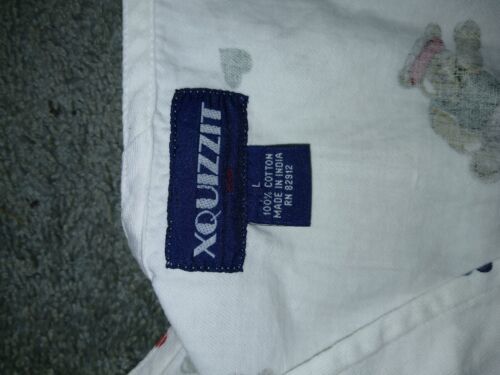 XQUIZZIT
L
100% COTTON
MADE IN INDIA
RN 82912